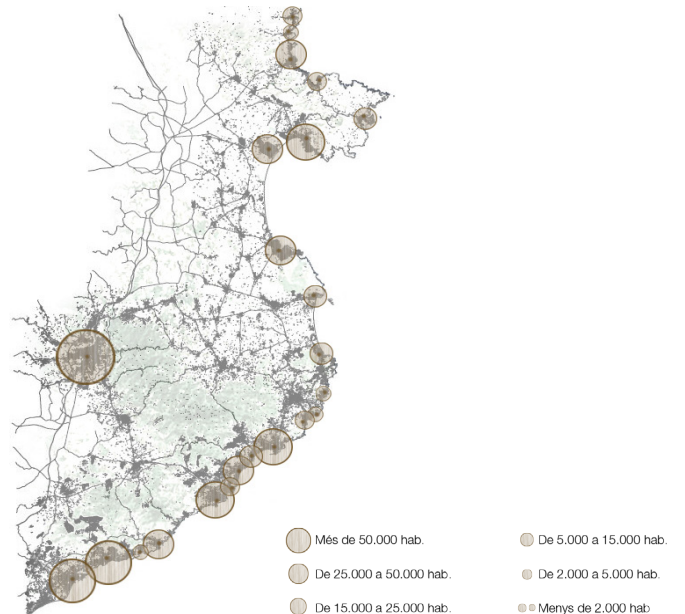 Més de 50.000 hab.
De 25.000 a 50.000 hab.
De 15.000 a 25.000 hab.
De 5.000 a 15.000 hab.
De 2.000 a 5.000 hab.
Menys de 2.000 hab